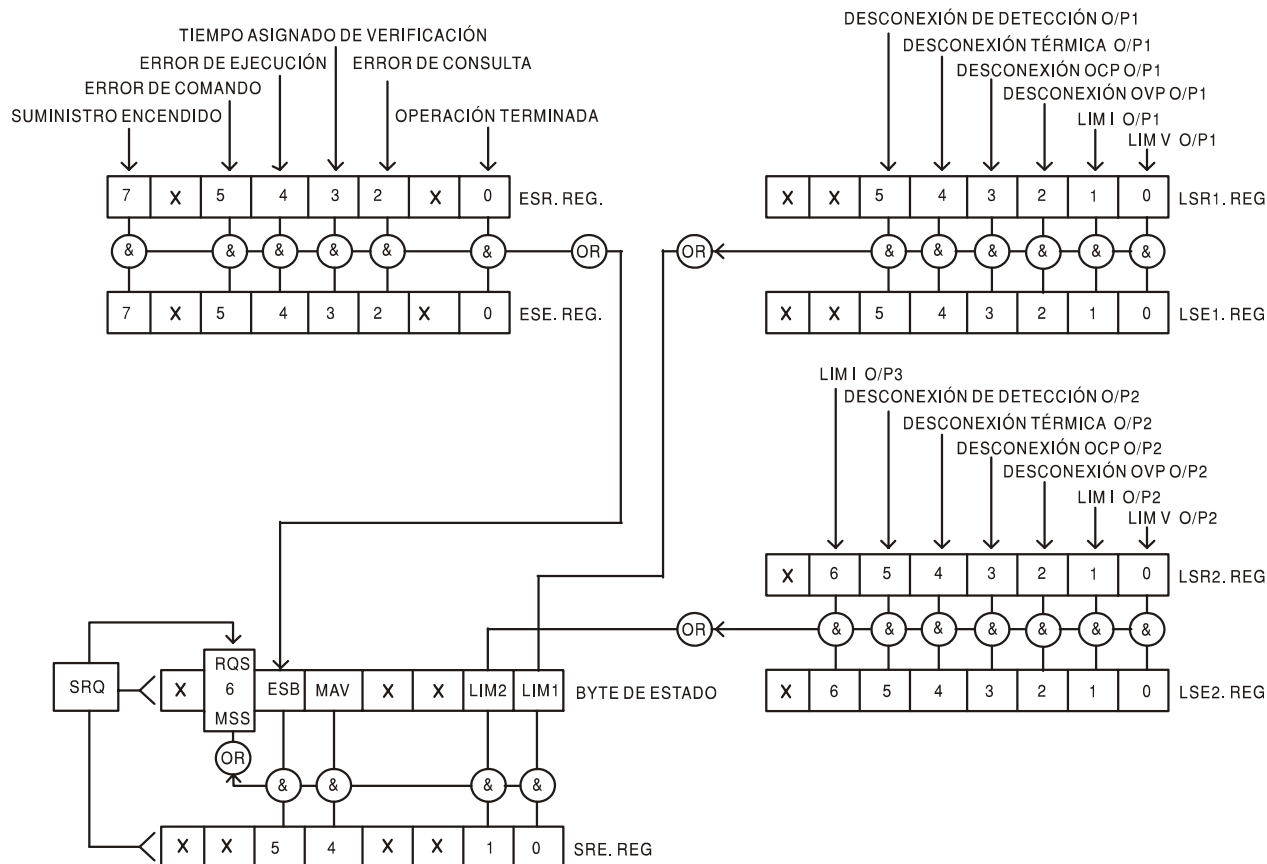 DESCONEXIÓN DE DETECCIÓN O/P1
TIEMPO ASIGNADO DE VERIFICACIÓN
DESCONEXIÓN TÉRMICA O/P1
ERROR DE EJECUCIÓN
ERROR DE CONSULTA
DESCONEXIÓN OCP O/P1
ERROR DE COMANDO
DESCONEXIÓN OVP O/P1
SUMINISTRO ENCENDIDO
OPERACIÓN TERMINADA
LIM I O/P1
LIM V O/P1
7 X 5 4 3 2 X 0 ESR. REG.
X X 5 4 3 2 1 0 LSR1. REG
& & & & & & OR
OR & & & & & &
7 X 5 4 3 2 X 0 ESE. REG.
X X 5 4 3 2 1 0 LSE1. REG
LIM I O/P3
DESCONEXIÓN DE DETECCIÓN O/P2
DESCONEXIÓN TÉRMICA O/P2
DESCONEXIÓN OCP O/P2
DESCONEXIÓN OVP O/P2
LIM I O/P2
LIM V O/P2
X 6 5 4 3 2 1 0 LSR2. REG
OR & & & & & & &
X 6 5 4 3 2 1 0 LSE2. REG
SRQ
RQS
X 6 ESB MAV X X LIM2 LIM1 BYTE DE ESTADO
MSS
OR
& & & &
X X 5 4 X X 1 0 SRE. REG